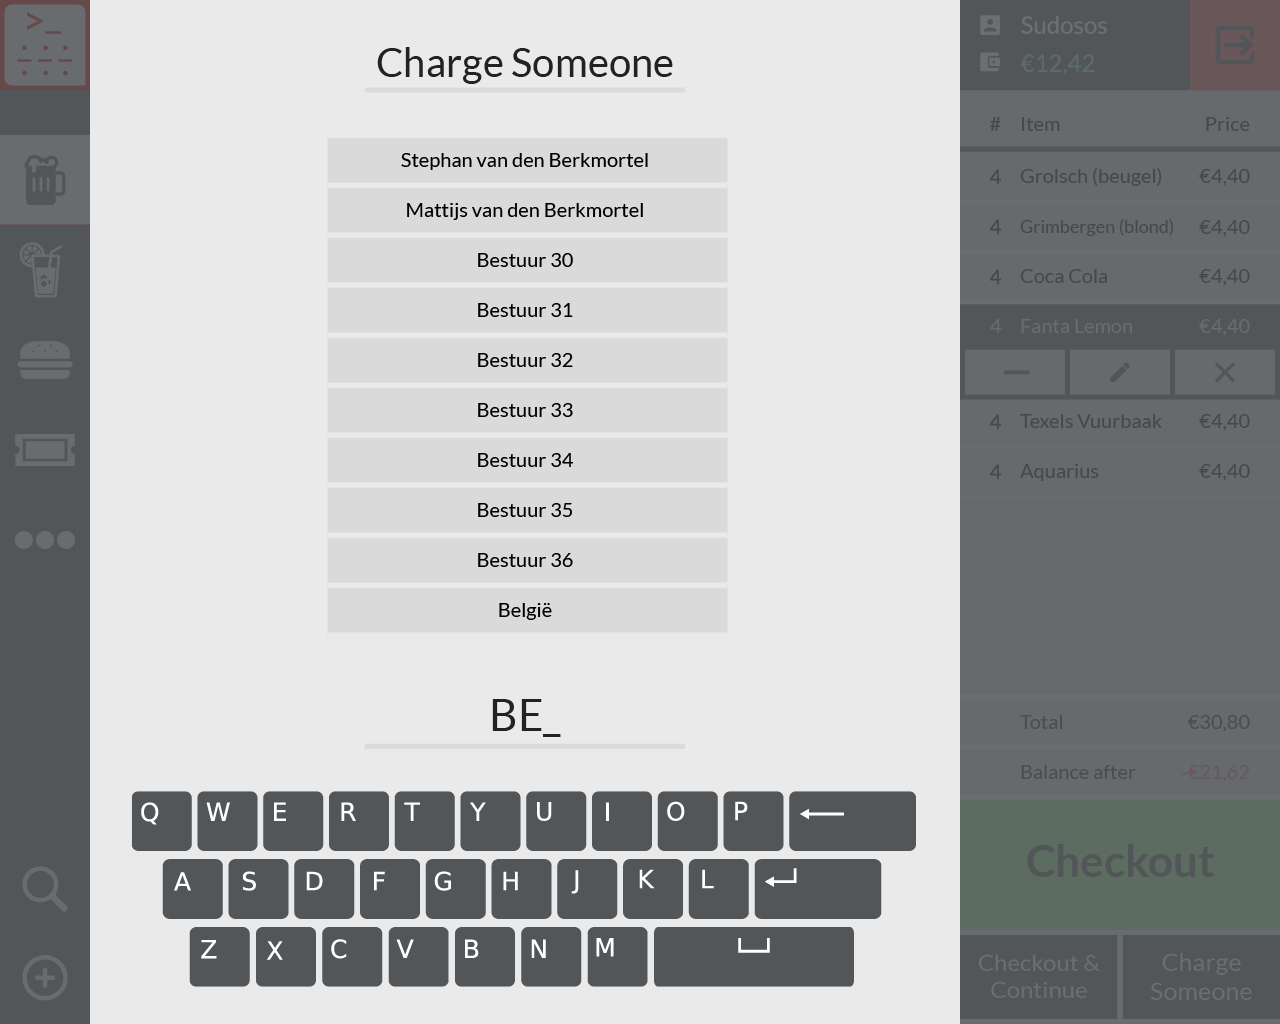 >_
Charge Someone
Stephan van den Berkmortel
Mattijs van den Berkmortel
Bestuur 30
Bestuur 31
Bestuur 32
Bestuur 33
Bestuur 34
Bestuur 35
Bestuur 36
België
BE_
Q W E R T Y U I O P
A S D F G H J K L
Z X C V B N M
Sudosos
€12,42
# Item Price
4 Grolsch (beugel) €4,40
4 Grimbergen (blond) €4,40
4 Coca Cola €4,40
4 Fanta Lemon €4,40
4 Texels Vuurbaak €4,40
4 Aquarius €4,40
Total €30,80
Balance after -€21,62
Checkout
Checkout &
Continue
Charge
Someone